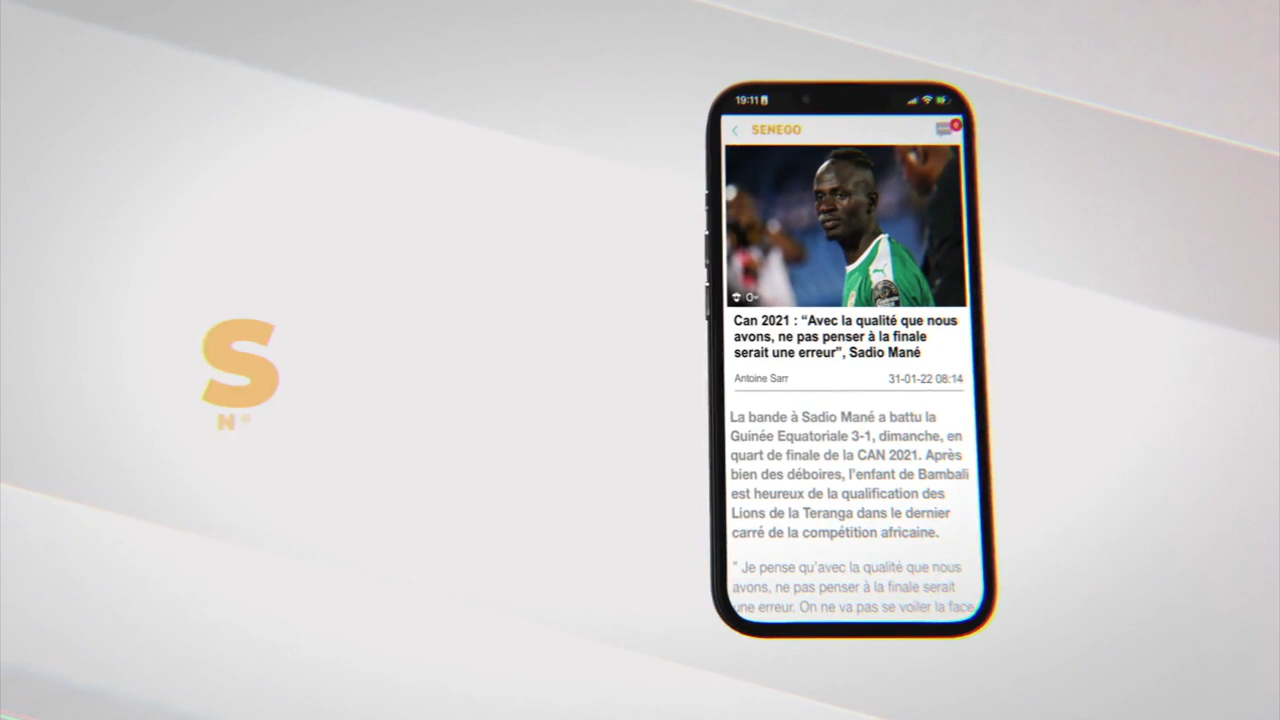 19:11
SENEGO
Can 2021 : “Avec la qualité que nous
avons, ne pas penser à la finale
serait une erreur”, Sadio Mané
Antoine Sarr 31-01-22 08:14
La bande à Sadio Mané a battu la
Guinée Equatoriale 3-1, dimanche, en
quart de finale de la CAN 2021. Après
bien des déboires, l'enfant de Bambali
est heureux de la qualification des
Lions de la Teranga dans le dernier
carré de la compétition africaine.
" Je pense qu'avec la qualité que nous
avons, ne pas penser à la finale serait
une erreur. On ne va pas se voiler la face
S
N°